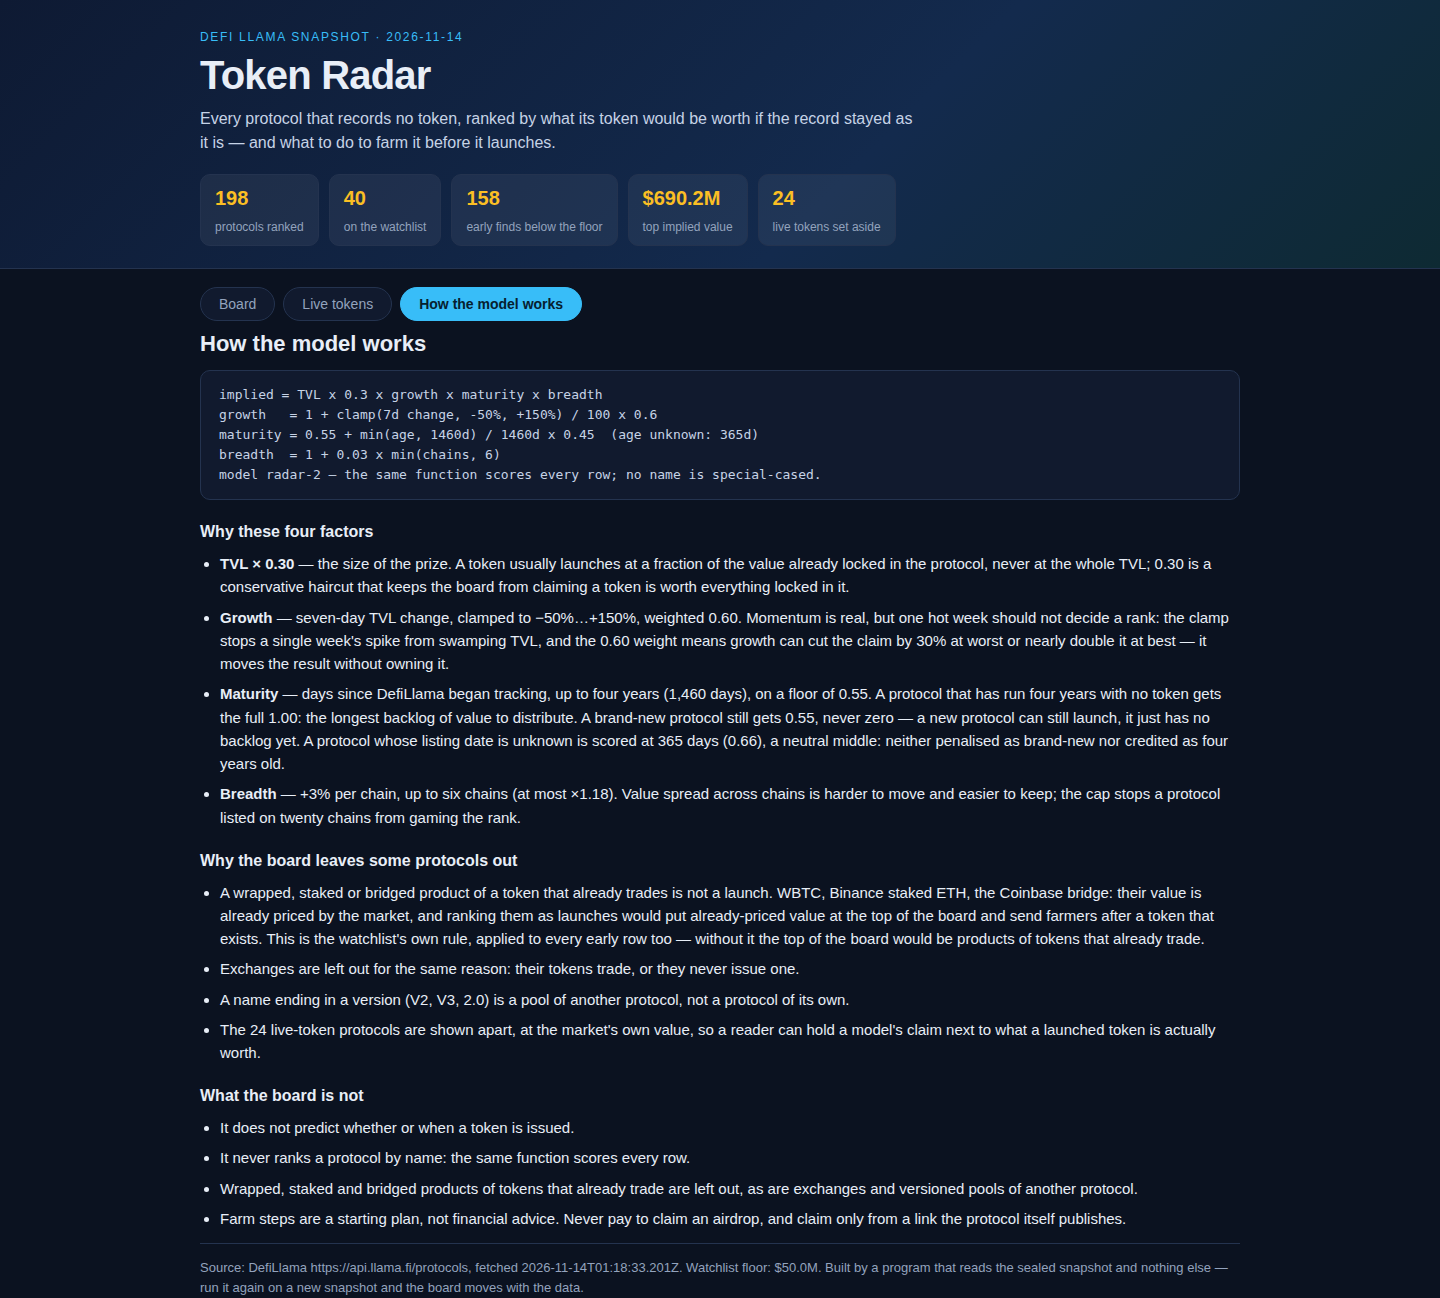 DEFI LLAMA SNAPSHOT · 2026-11-14
Token Radar
Every protocol that records no token, ranked by what its token would be worth if the record stayed as
it is — and what to do to farm it before it launches.
198
protocols ranked
40
on the watchlist
158
early finds below the floor
$690.2M
top implied value
24
live tokens set aside
Board
Live tokens
How the model works
How the model works
implied = TVL x 0.3 x growth x maturity x breadth
growth   = 1 + clamp(7d change, -50%, +150%) / 100 x 0.6
maturity = 0.55 + min(age, 1460d) / 1460d x 0.45  (age unknown: 365d)
breadth  = 1 + 0.03 x min(chains, 6)
model radar-2 — the same function scores every row; no name is special-cased.
Why these four factors
TVL × 0.30 — the size of the prize. A token usually launches at a fraction of the value already locked in the protocol, never at the whole TVL; 0.30 is a
conservative haircut that keeps the board from claiming a token is worth everything locked in it.
Growth — seven-day TVL change, clamped to −50%…+150%, weighted 0.60. Momentum is real, but one hot week should not decide a rank: the clamp
stops a single week's spike from swamping TVL, and the 0.60 weight means growth can cut the claim by 30% at worst or nearly double it at best — it
moves the result without owning it.
Maturity — days since DefiLlama began tracking, up to four years (1,460 days), on a floor of 0.55. A protocol that has run four years with no token gets
the full 1.00: the longest backlog of value to distribute. A brand-new protocol still gets 0.55, never zero — a new protocol can still launch, it just has no
backlog yet. A protocol whose listing date is unknown is scored at 365 days (0.66), a neutral middle: neither penalised as brand-new nor credited as four
years old.
Breadth — +3% per chain, up to six chains (at most ×1.18). Value spread across chains is harder to move and easier to keep; the cap stops a protocol
listed on twenty chains from gaming the rank.
Why the board leaves some protocols out
A wrapped, staked or bridged product of a token that already trades is not a launch. WBTC, Binance staked ETH, the Coinbase bridge: their value is
already priced by the market, and ranking them as launches would put already-priced value at the top of the board and send farmers after a token that
exists. This is the watchlist's own rule, applied to every early row too — without it the top of the board would be products of tokens that already trade.
Exchanges are left out for the same reason: their tokens trade, or they never issue one.
A name ending in a version (V2, V3, 2.0) is a pool of another protocol, not a protocol of its own.
The 24 live-token protocols are shown apart, at the market's own value, so a reader can hold a model's claim next to what a launched token is actually
worth.
What the board is not
It does not predict whether or when a token is issued.
It never ranks a protocol by name: the same function scores every row.
Wrapped, staked and bridged products of tokens that already trade are left out, as are exchanges and versioned pools of another protocol.
Farm steps are a starting plan, not financial advice. Never pay to claim an airdrop, and claim only from a link the protocol itself publishes.
Source: DefiLlama https://api.llama.fi/protocols, fetched 2026-11-14T01:18:33.201Z. Watchlist floor: $50.0M. Built by a program that reads the sealed snapshot and nothing else —
run it again on a new snapshot and the board moves with the data.